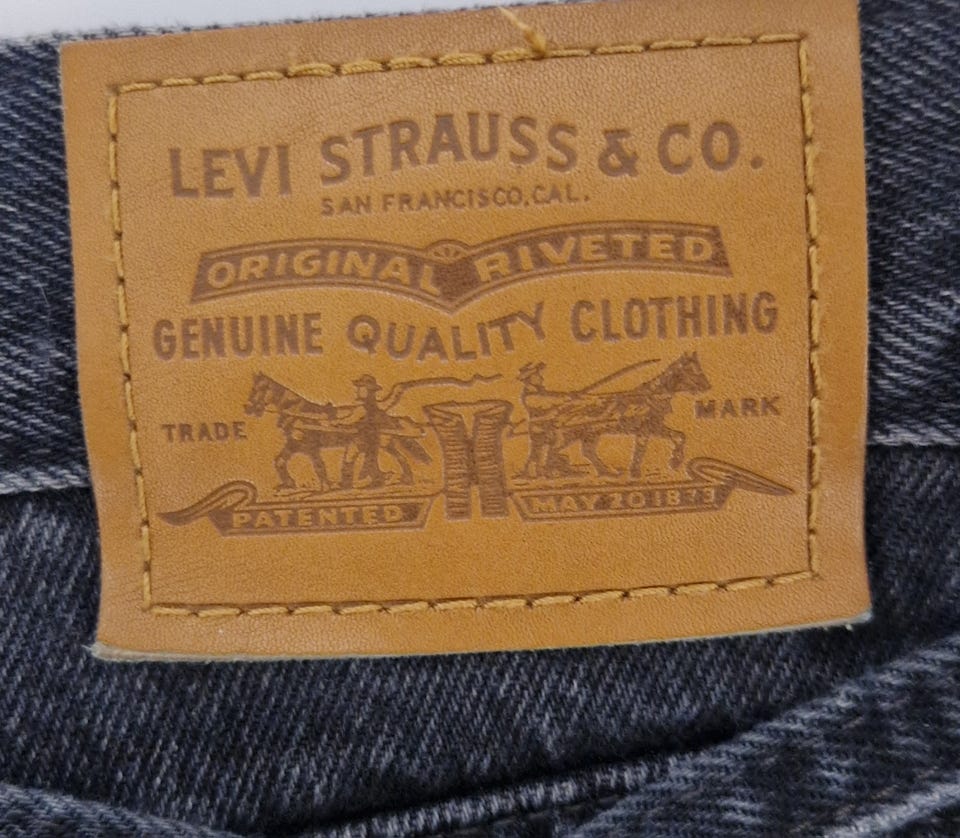 LEVI STRAUSS & CO.
SAN FRANCISCO, CAL.
ORIGINAL RIVETED
GENUINE QUALITY CLOTHING
TRADE MARK
PATENTED MAY 20 1873